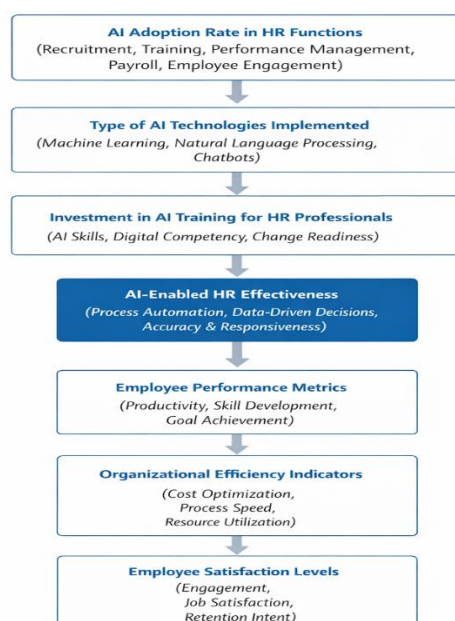 AI Adoption Rate in HR Functions
(Recruitment, Training, Performance Management,
Payroll, Employee Engagement)
Type of AI Technologies Implemented
(Machine Learning, Natural Language Processing,
Chatbots)
Investment in AI Training for HR Professionals
(AI Skills, Digital Competency, Change Readiness)
AI-Enabled HR Effectiveness
(Process Automation, Data-Driven Decisions,
Accuracy & Responsiveness)
Employee Performance Metrics
(Productivity, Skill Development,
Goal Achievement)
Organizational Efficiency Indicators
(Cost Optimization,
Process Speed,
Resource Utilization)
Employee Satisfaction Levels
(Engagement,
Job Satisfaction,
Retention Intent)